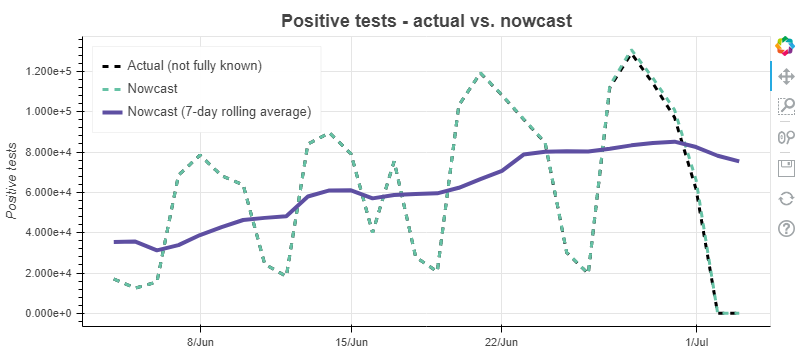 Positive tests - actual vs. nowcast
Actual (not fully known)
Nowcast
Nowcast (7-day rolling average)
Positive tests
1.200e+5
1.000e+5
8.000e+4
6.000e+4
4.000e+4
2.000e+4
0.000e+0
8/Jun
15/Jun
22/Jun
1/Jul